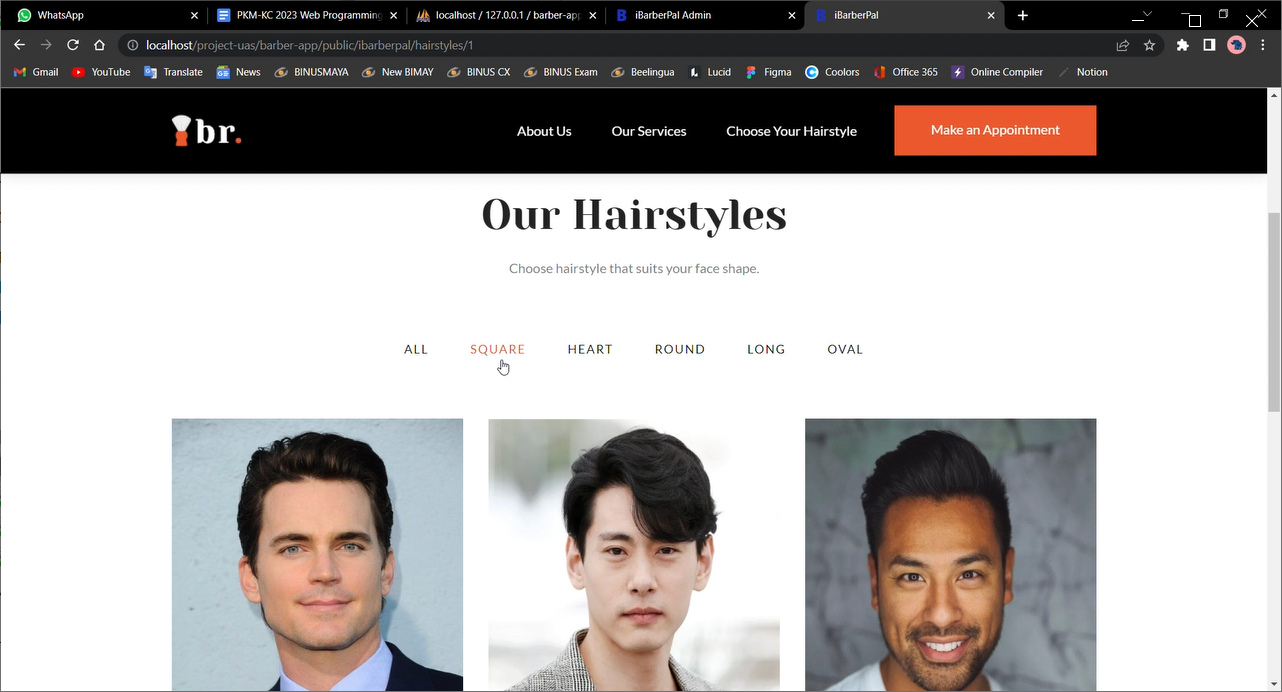 WhatsApp
PKM-KC 2023 Web Programming
localhost / 127.0.0.1 / barber-app
iBarberPal Admin
iBarberPal
localhost/project-uas/barber-app/public/ibarberpal/hairstyles/1
Gmail
YouTube
Translate
News
BINUSMAYA
New BIMAY
BINUS CX
BINUS Exam
Beelingua
Lucid
Figma
Coolors
Office 365
Online Compiler
Notion
br.
About Us
Our Services
Choose Your Hairstyle
Make an Appointment
Our Hairstyles
Choose hairstyle that suits your face shape.
ALL
SQUARE
HEART
ROUND
LONG
OVAL